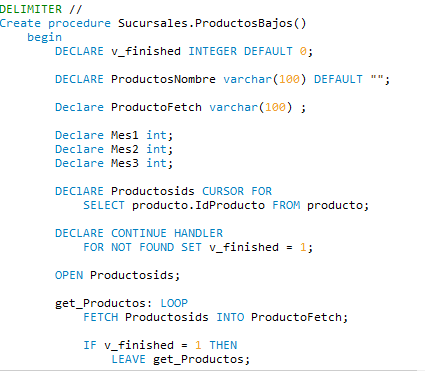 DELIMITER //
Create procedure Sucursales.ProductosBajos()
begin
DECLARE v_finished INTEGER DEFAULT 0;
DECLARE ProductosNombre varchar(100) DEFAULT "";
Declare ProductoFetch varchar(100) ;
Declare Mes1 int;
Declare Mes2 int;
Declare Mes3 int;
DEClARE Productosids CURSOR FOR
SELECT producto.IdProducto FROM producto;
DECLARE CONTINUE HANDLER
FOR NOT FOUND SET v_finished = 1;
OPEN Productosids;
get_Productos: LOOP
FETCH Productosids INTO ProductoFetch;
IF v_finished = 1 THEN
LEAVE get_Productos;